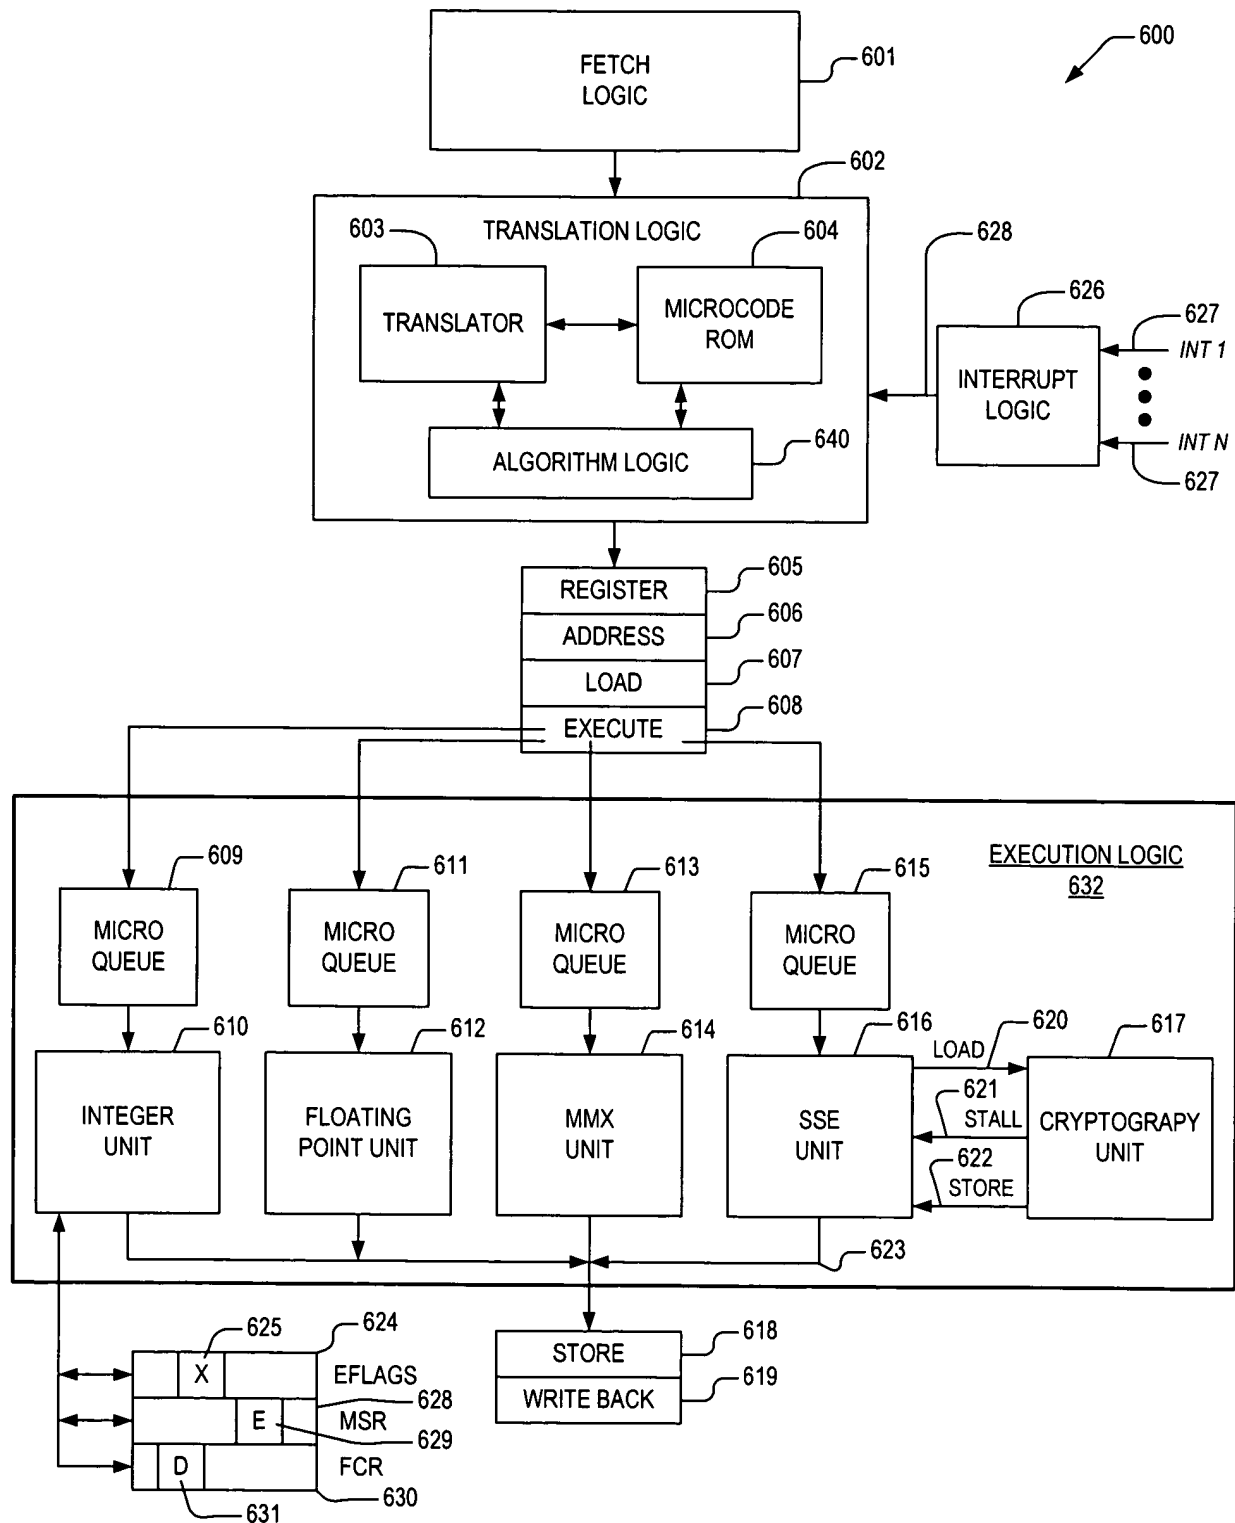 600
FETCH
LOGIC
601
602
TRANSLATION LOGIC
603
604
628
TRANSLATOR
MICROCODE
ROM
626
627
INT 1
INTERRUPT
LOGIC
INT N
627
ALGORITHM LOGIC
640
REGISTER
605
ADDRESS
606
LOAD
607
EXECUTE
608
EXECUTION LOGIC
632
609
611
613
615
MICRO
QUEUE
MICRO
QUEUE
MICRO
QUEUE
MICRO
QUEUE
610
612
614
616
620
617
INTEGER
UNIT
FLOATING
POINT UNIT
MMX
UNIT
SSE
UNIT
LOAD
621
STALL
622
STORE
CRYPTOGRAPY
UNIT
623
625
624
X
EFLAGS
628
E
MSR
629
D
FCR
631
630
STORE
618
WRITE BACK
619